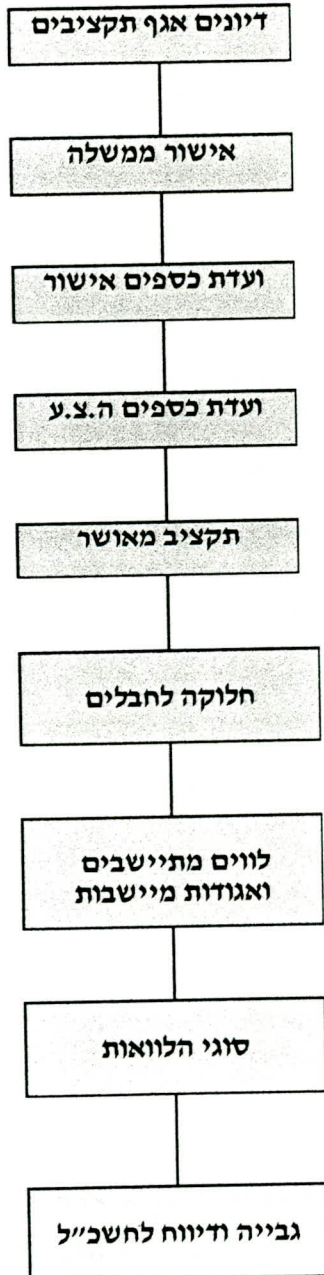 דיונים אגף תקציבים
אישור ממשלה
ועדת כספים אישור
ועדת כספים ה.צ.ע
תקציב מאושר
חלוקה לחבלים
לווים מתיישבים
ואגודות מיישבות
סוגי הלוואות
גבייה ודיווח לחשכ״ל